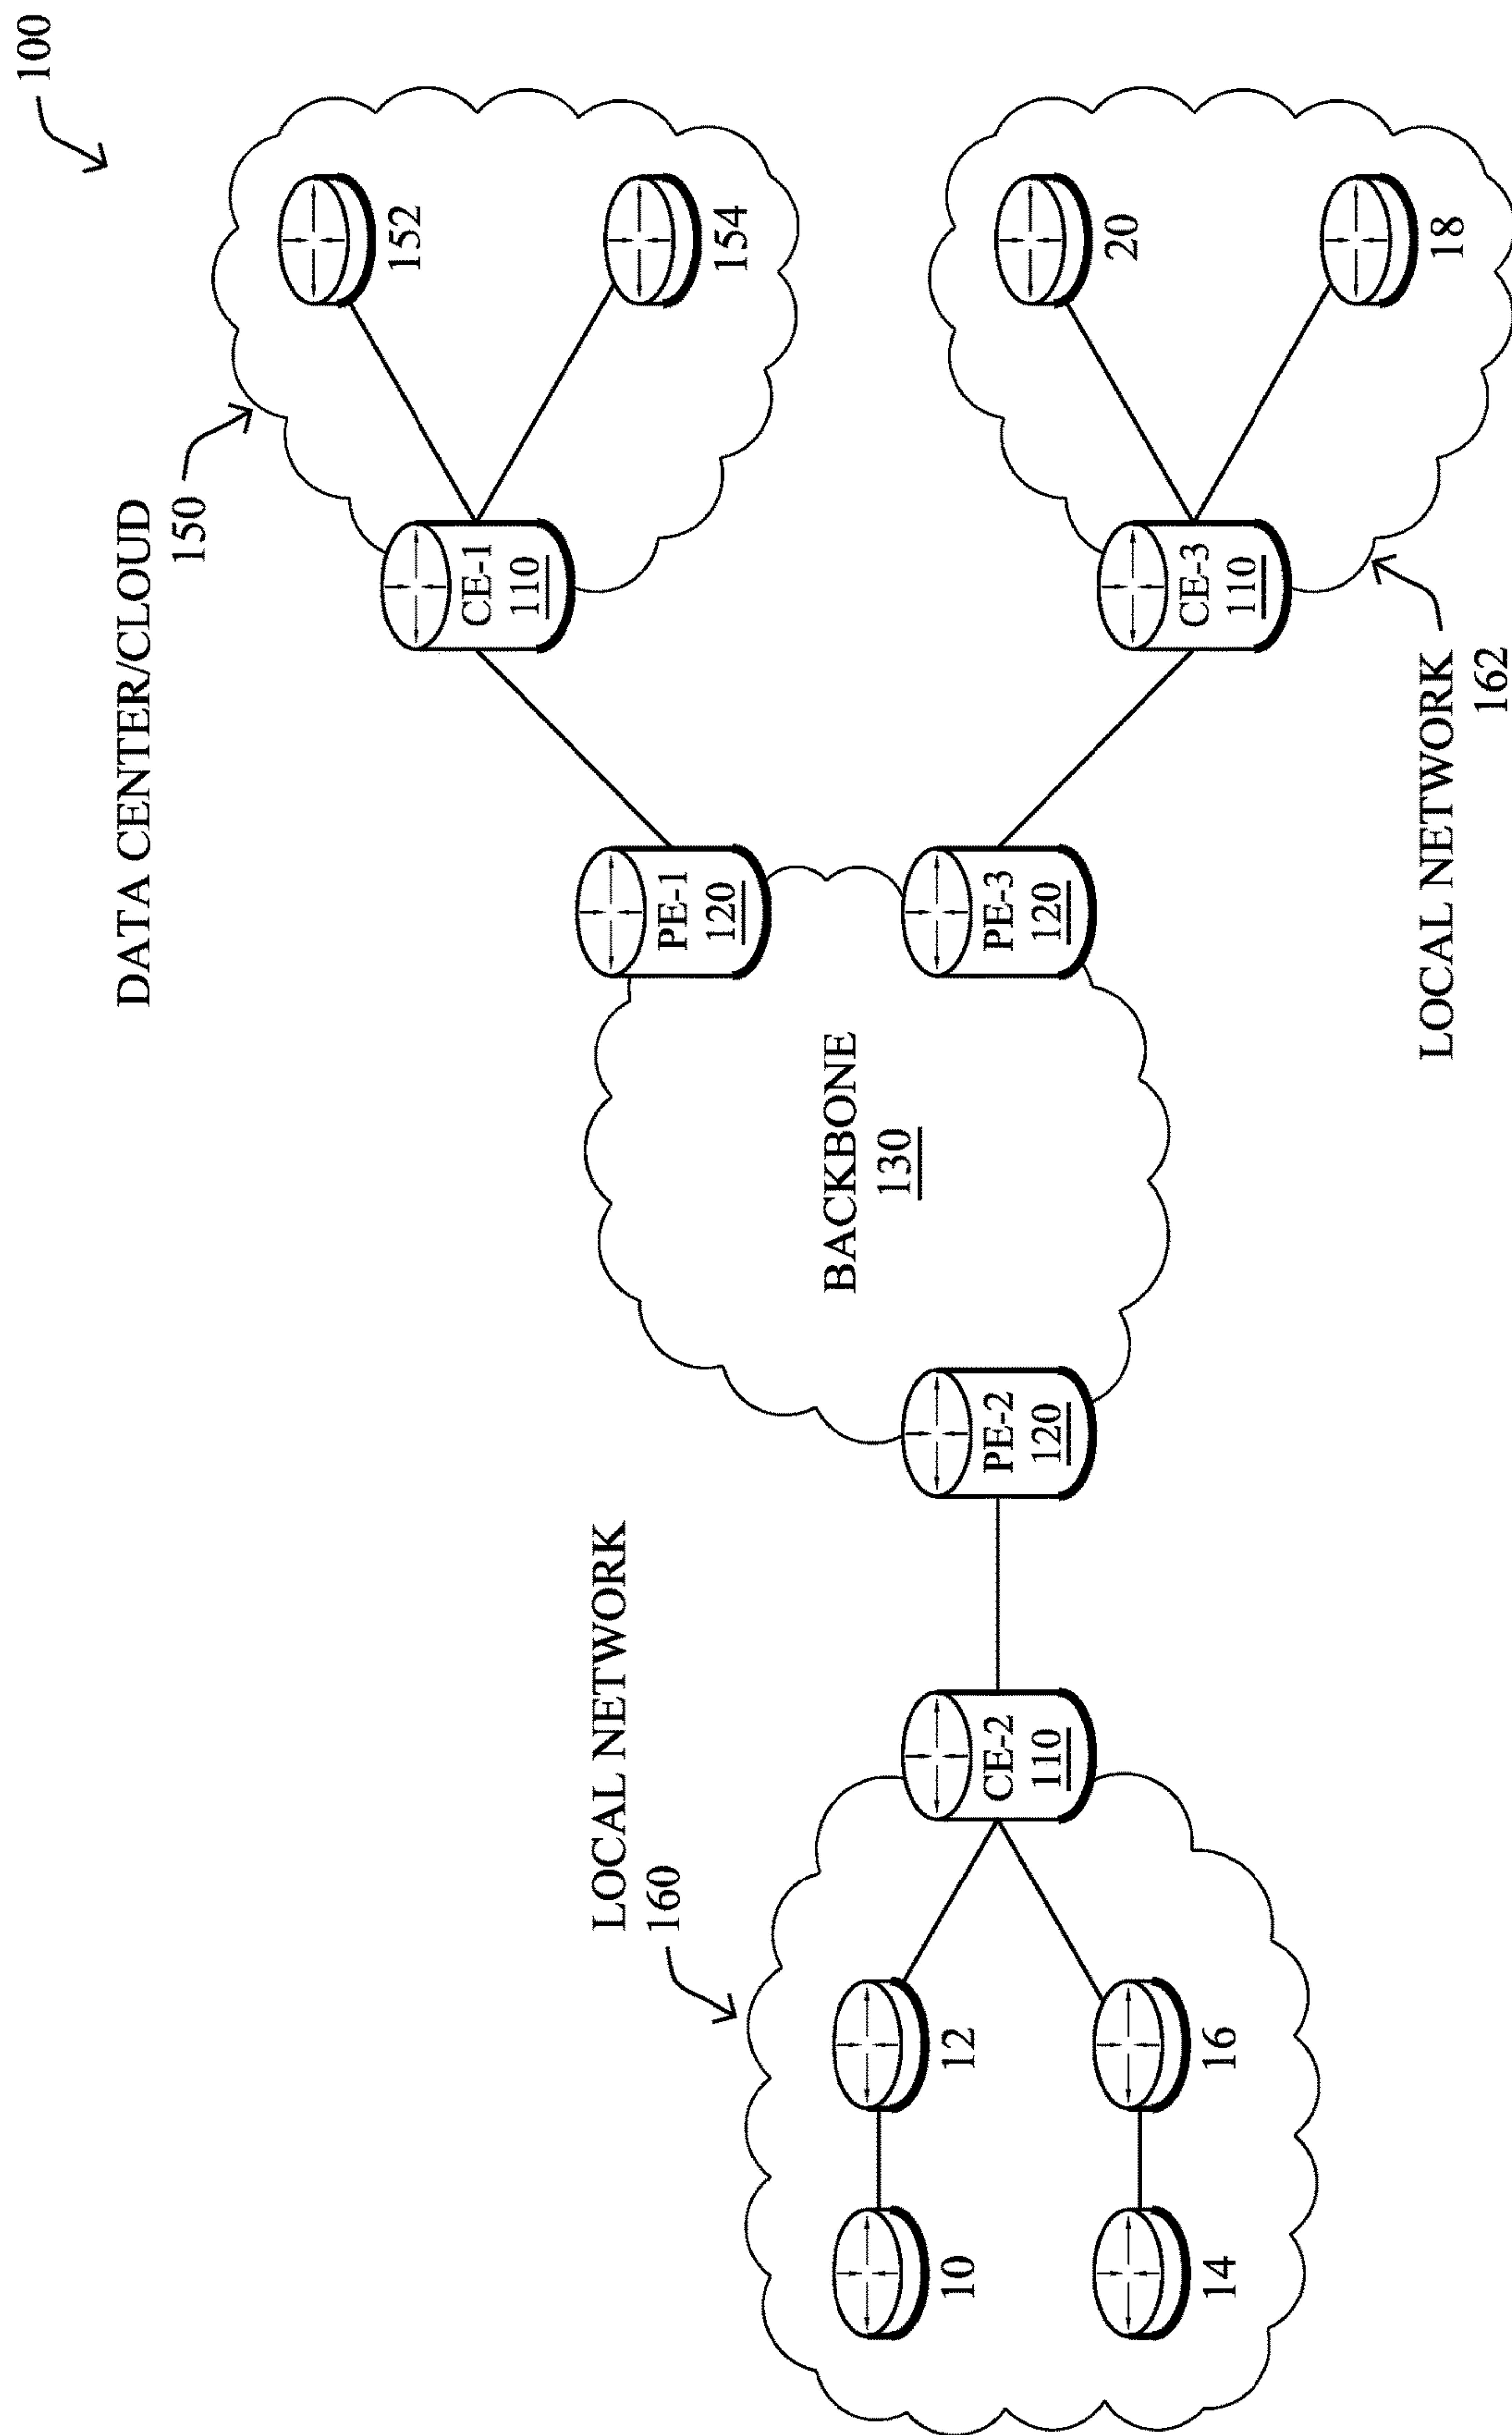 100
DATA CENTER/CLOUD
150
152
154
CE-1
110
PE-1
120
LOCAL NETWORK
160
BACKBONE
130
10
12
CE-2
110
PE-2
120
PE-3
120
CE-3
110
20
14
16
18
LOCAL NETWORK
162